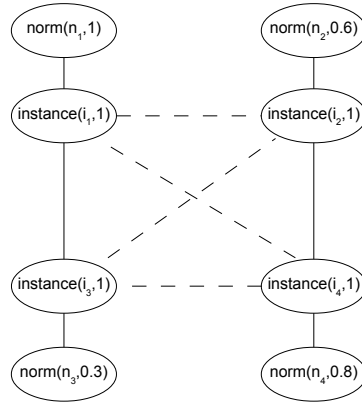 norm(n₁,1) norm(n₂,0.6)
instance(i₁,1) instance(i₂,1)
instance(i₃,1) instance(i₄,1)
norm(n₃,0.3) norm(n₄,0.8)